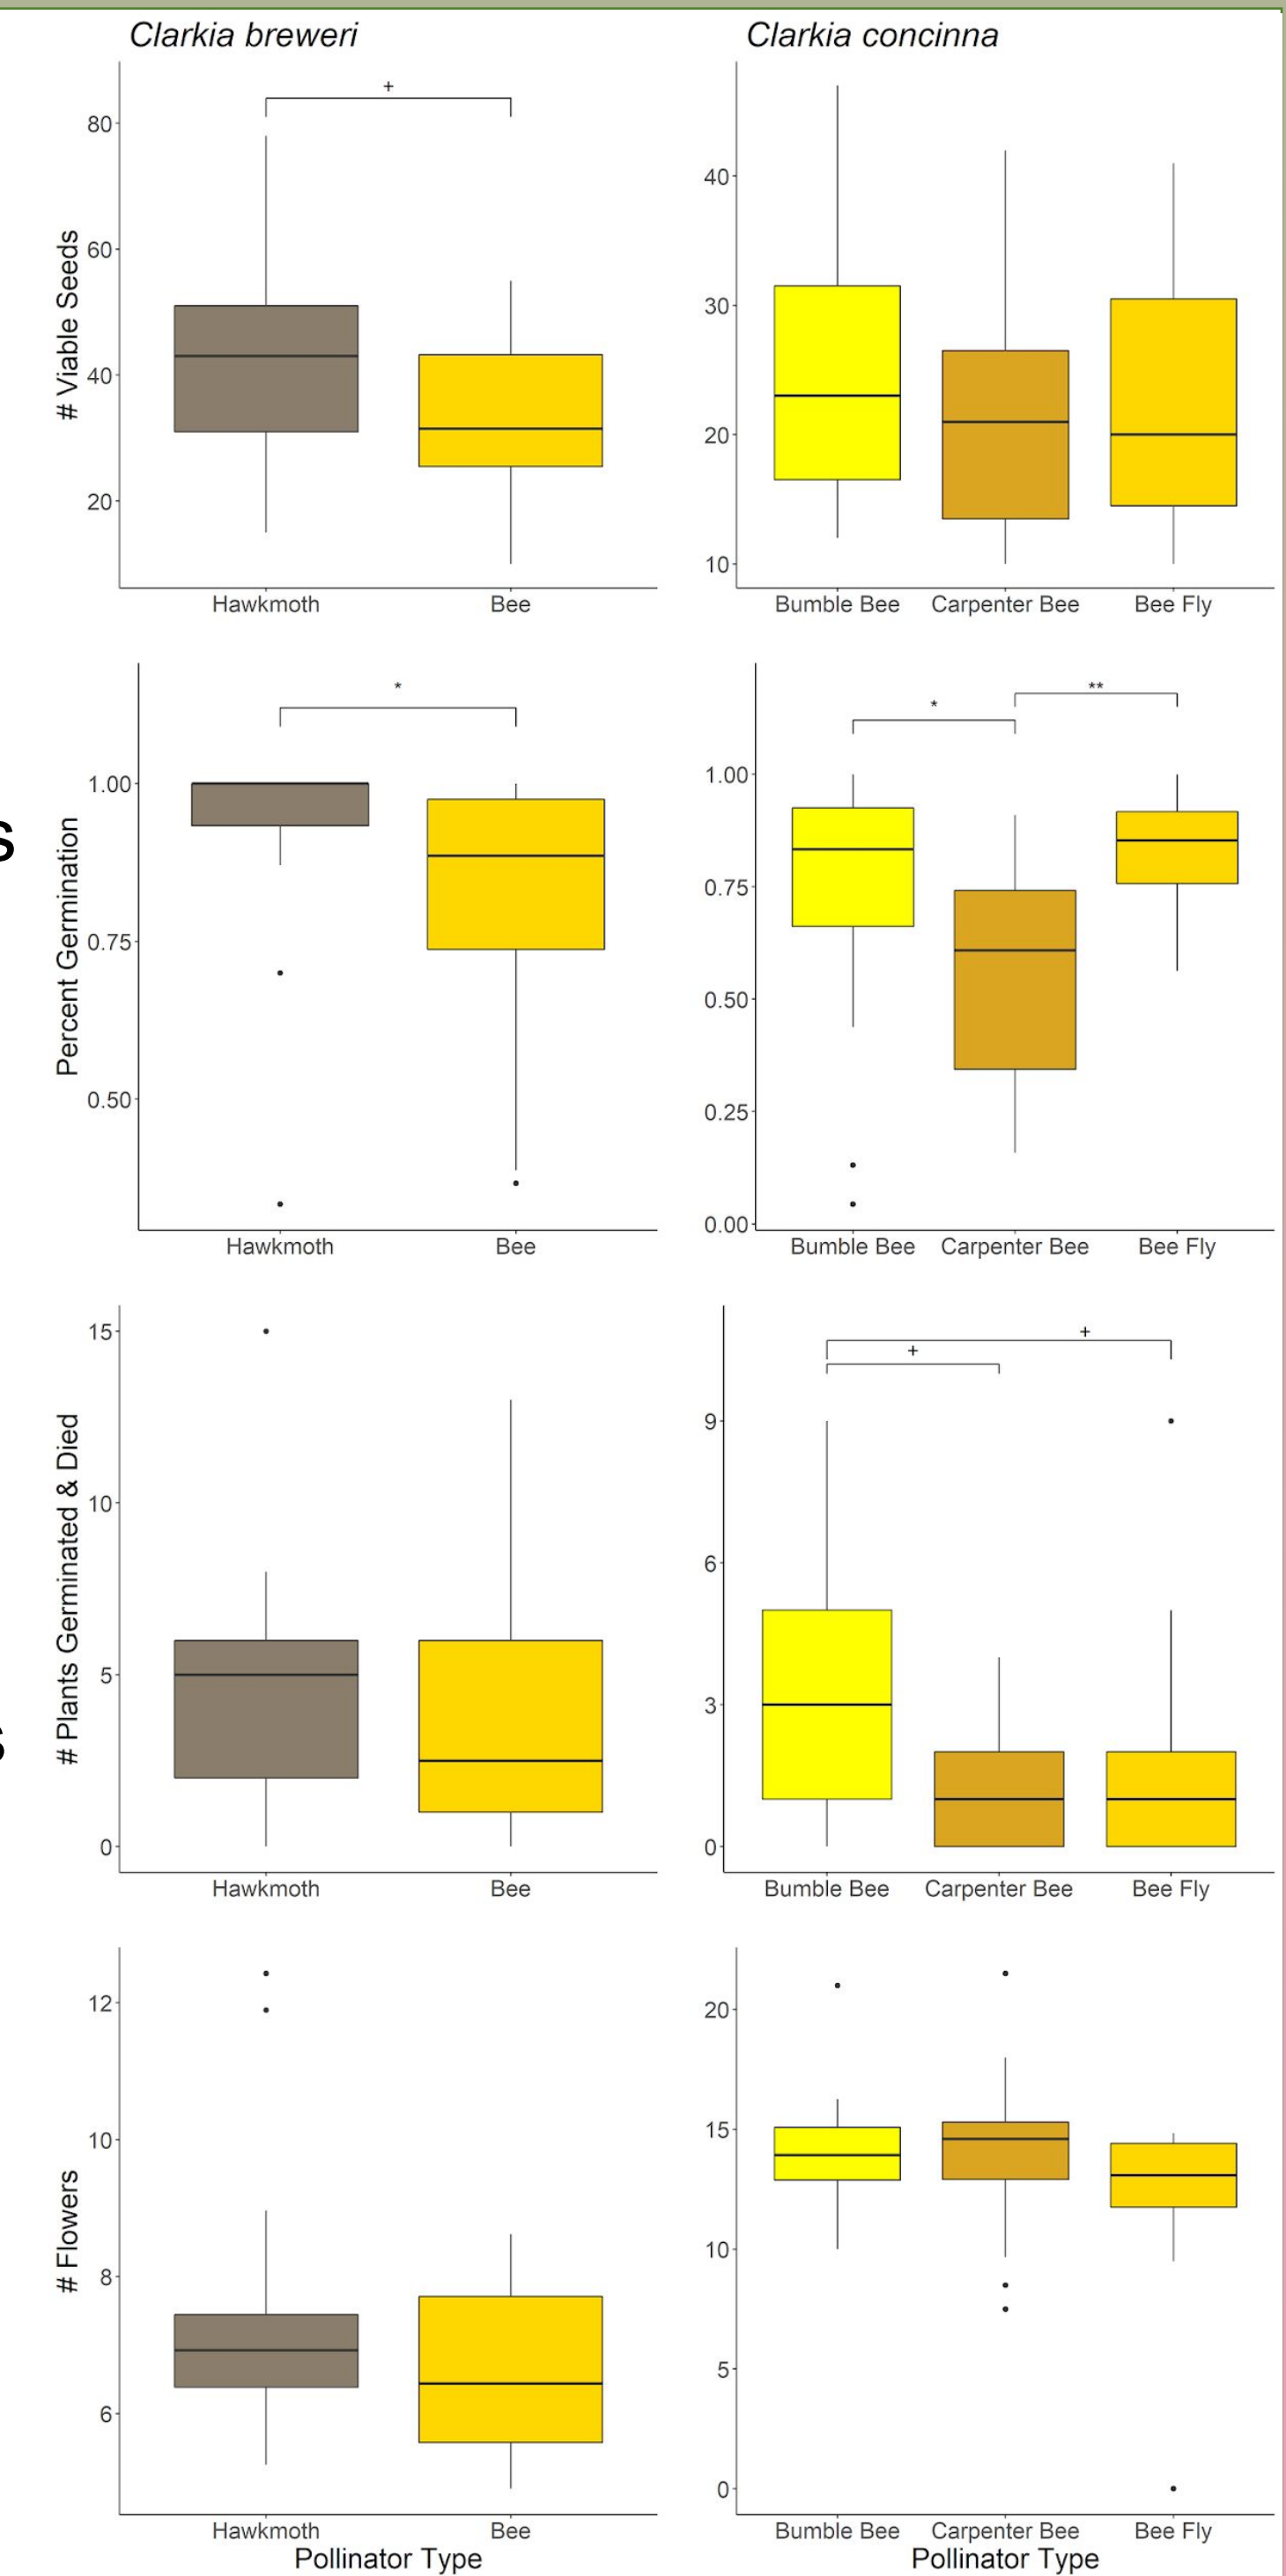 Clarkia breweri
Clarkia concinna
+
80
60
40
20
# Viable Seeds
Hawkmoth Bee
40
30
20
10
Bumble Bee Carpenter Bee Bee Fly
s
*
1.00
0.75
0.50
Percent Germination
Hawkmoth Bee
* **
1.00
0.75
0.50
0.25
0.00
Bumble Bee Carpenter Bee Bee Fly
s
15
10
5
0
# Plants Germinated & Died
Hawkmoth Bee
+
+
9
6
3
0
Bumble Bee Carpenter Bee Bee Fly
12
10
8
6
# Flowers
Hawkmoth Bee
Pollinator Type
20
15
10
5
0
Bumble Bee Carpenter Bee Bee Fly
Pollinator Type